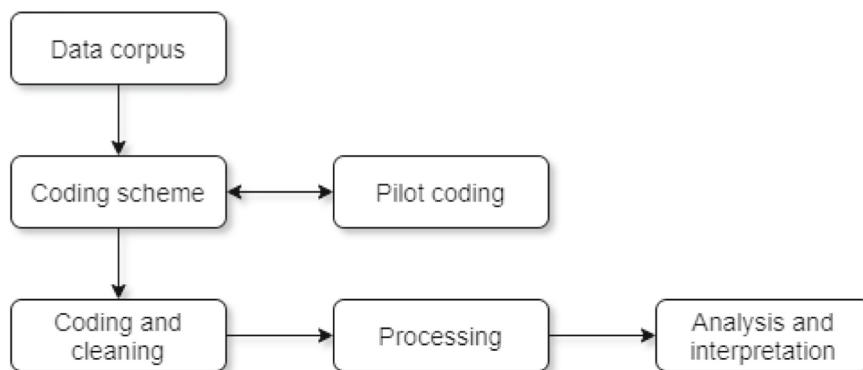 Data corpus
Coding scheme
Pilot coding
Coding and
cleaning
Processing
Analysis and
interpretation